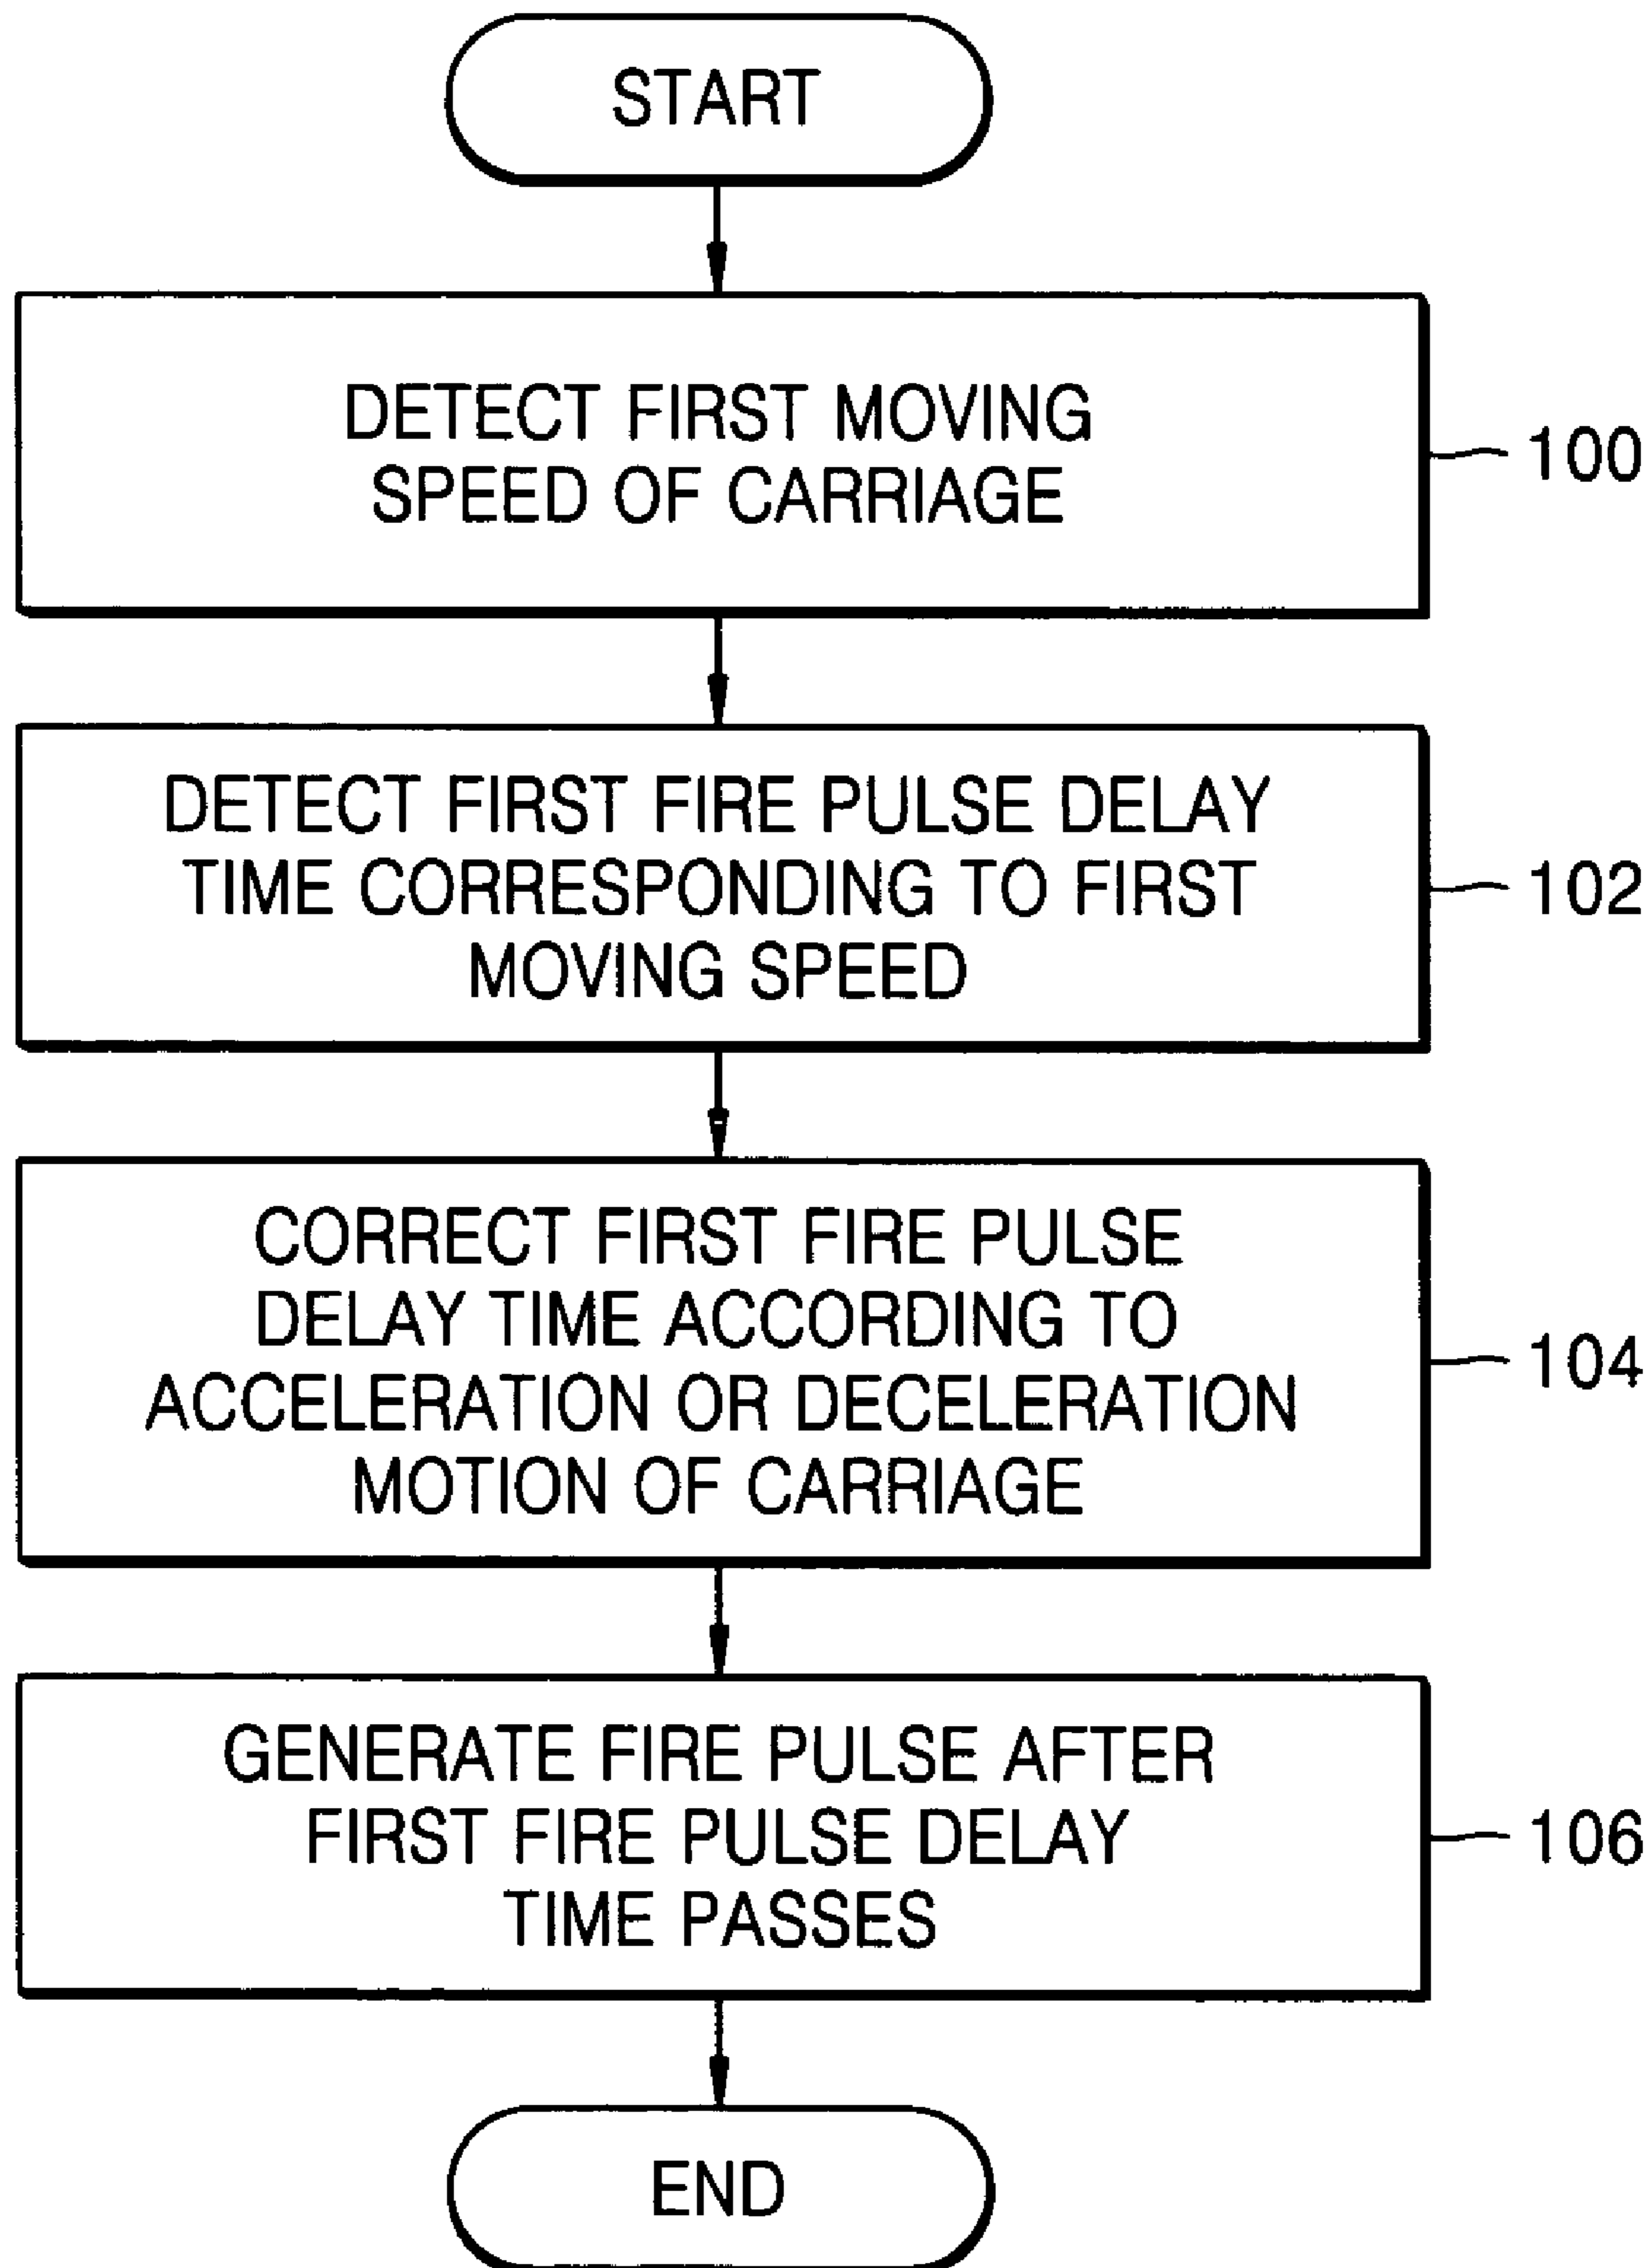 START
DETECT FIRST MOVING
SPEED OF CARRIAGE
100
DETECT FIRST FIRE PULSE DELAY
TIME CORRESPONDING TO FIRST
MOVING SPEED
102
CORRECT FIRST FIRE PULSE
DELAY TIME ACCORDING TO
ACCELERATION OR DECELERATION
MOTION OF CARRIAGE
104
GENERATE FIRE PULSE AFTER
FIRST FIRE PULSE DELAY
TIME PASSES
106
END